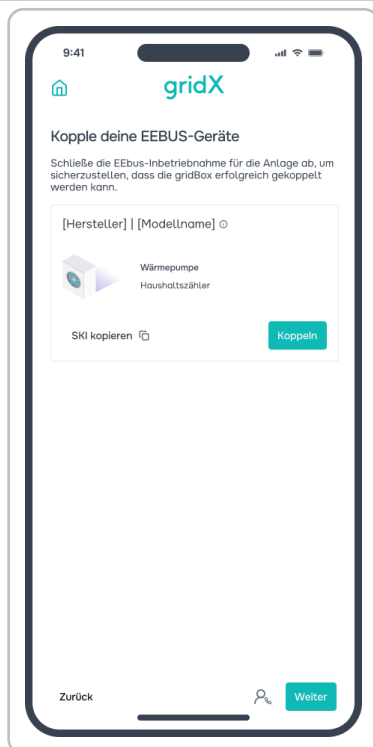 9:41
gridX
Kopple deine EEBUS-Geräte
Schließe die EEbus-Inbetriebnahme für die Anlage ab, um
sicherzustellen, dass die gridBox erfolgreich gekoppelt
werden kann.
[Hersteller] | [Modellname]
Wärmepumpe
Haushaltszähler
SKI kopieren
Koppeln
Zurück
Weiter